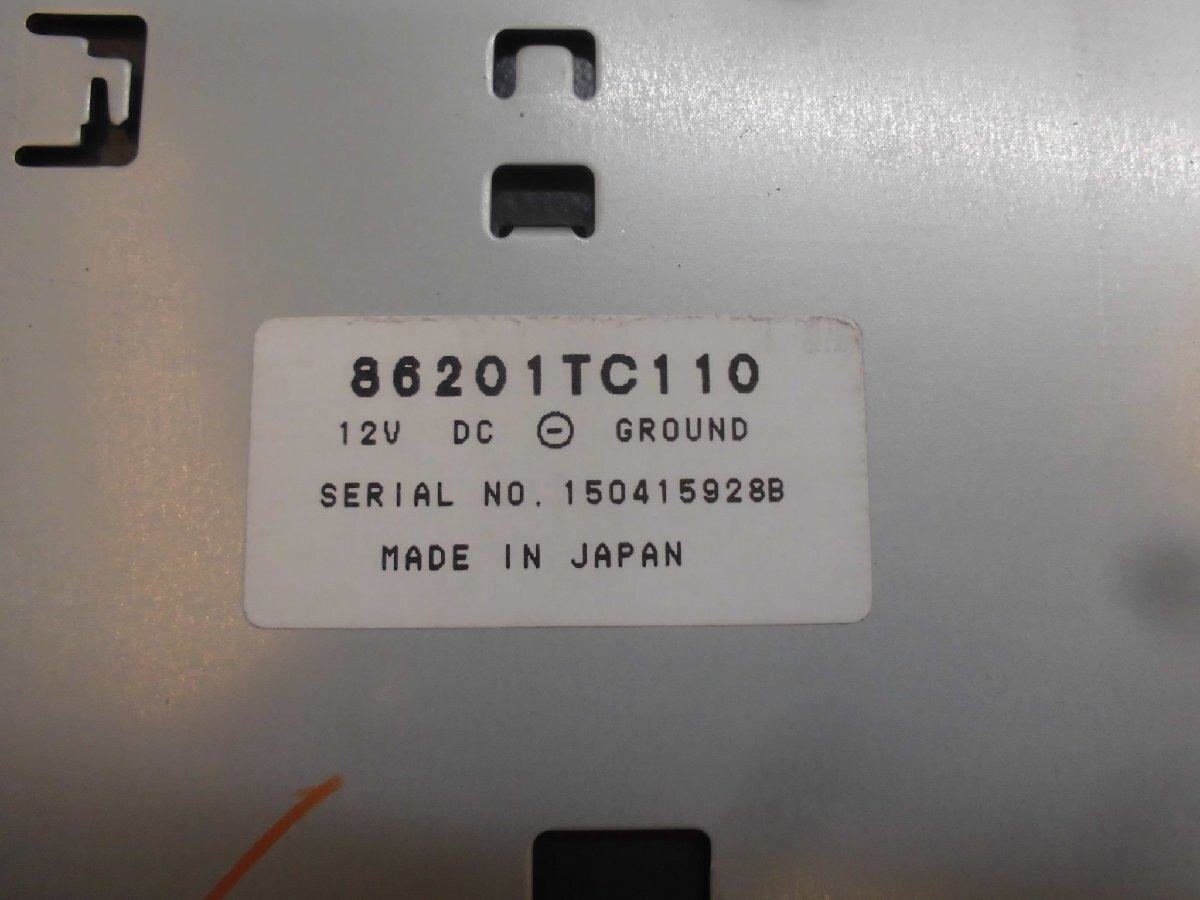 86201TC110
12V DC ⊖ GROUND
SERIAL NO. 150415928B
MADE IN JAPAN